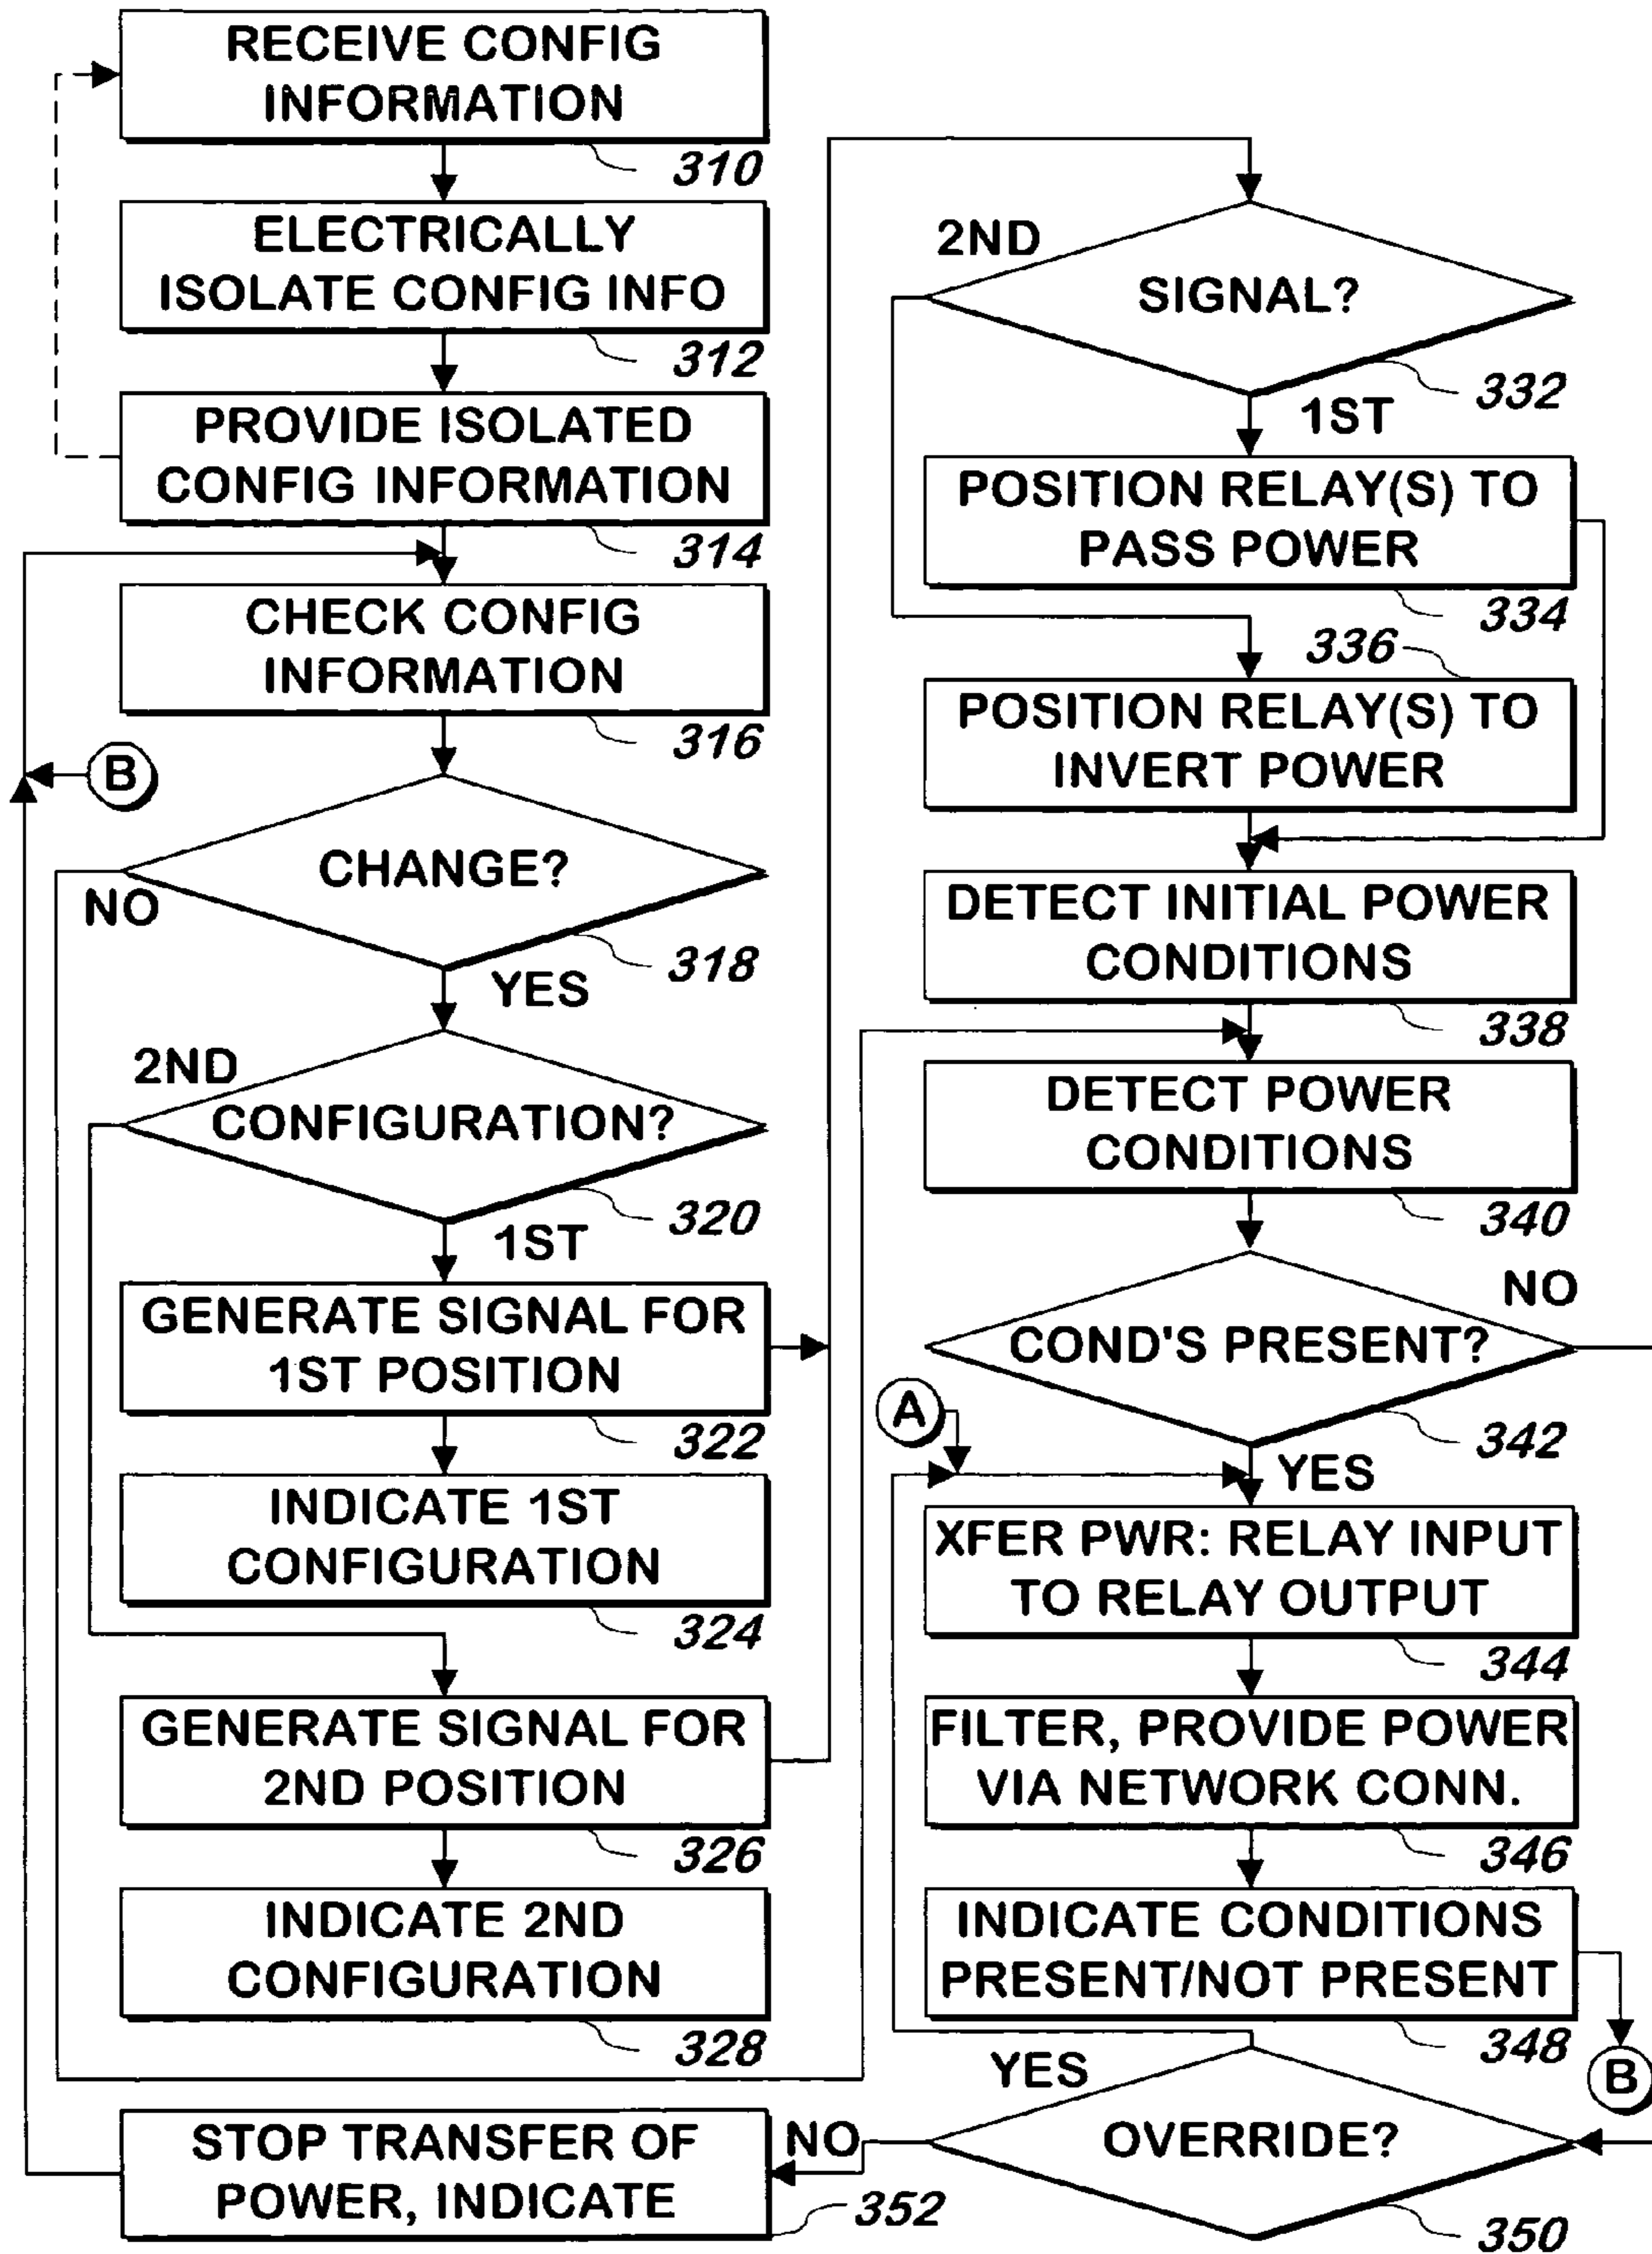 RECEIVE CONFIG
INFORMATION
310
ELECTRICALLY
ISOLATE CONFIG INFO
312
PROVIDE ISOLATED
CONFIG INFORMATION
314
CHECK CONFIG
INFORMATION
316
B
CHANGE?
NO
318
YES
2ND
CONFIGURATION?
320
1ST
GENERATE SIGNAL FOR
1ST POSITION
322
INDICATE 1ST
CONFIGURATION
324
GENERATE SIGNAL FOR
2ND POSITION
326
INDICATE 2ND
CONFIGURATION
328
2ND
SIGNAL?
332
1ST
POSITION RELAY(S) TO
PASS POWER
334
336
POSITION RELAY(S) TO
INVERT POWER
DETECT INITIAL POWER
CONDITIONS
338
DETECT POWER
CONDITIONS
340
NO
COND'S PRESENT?
A
342
YES
XFER PWR: RELAY INPUT
TO RELAY OUTPUT
344
FILTER, PROVIDE POWER
VIA NETWORK CONN.
346
INDICATE CONDITIONS
PRESENT/NOT PRESENT
348
B
YES
OVERRIDE?
350
NO
STOP TRANSFER OF
POWER, INDICATE
352